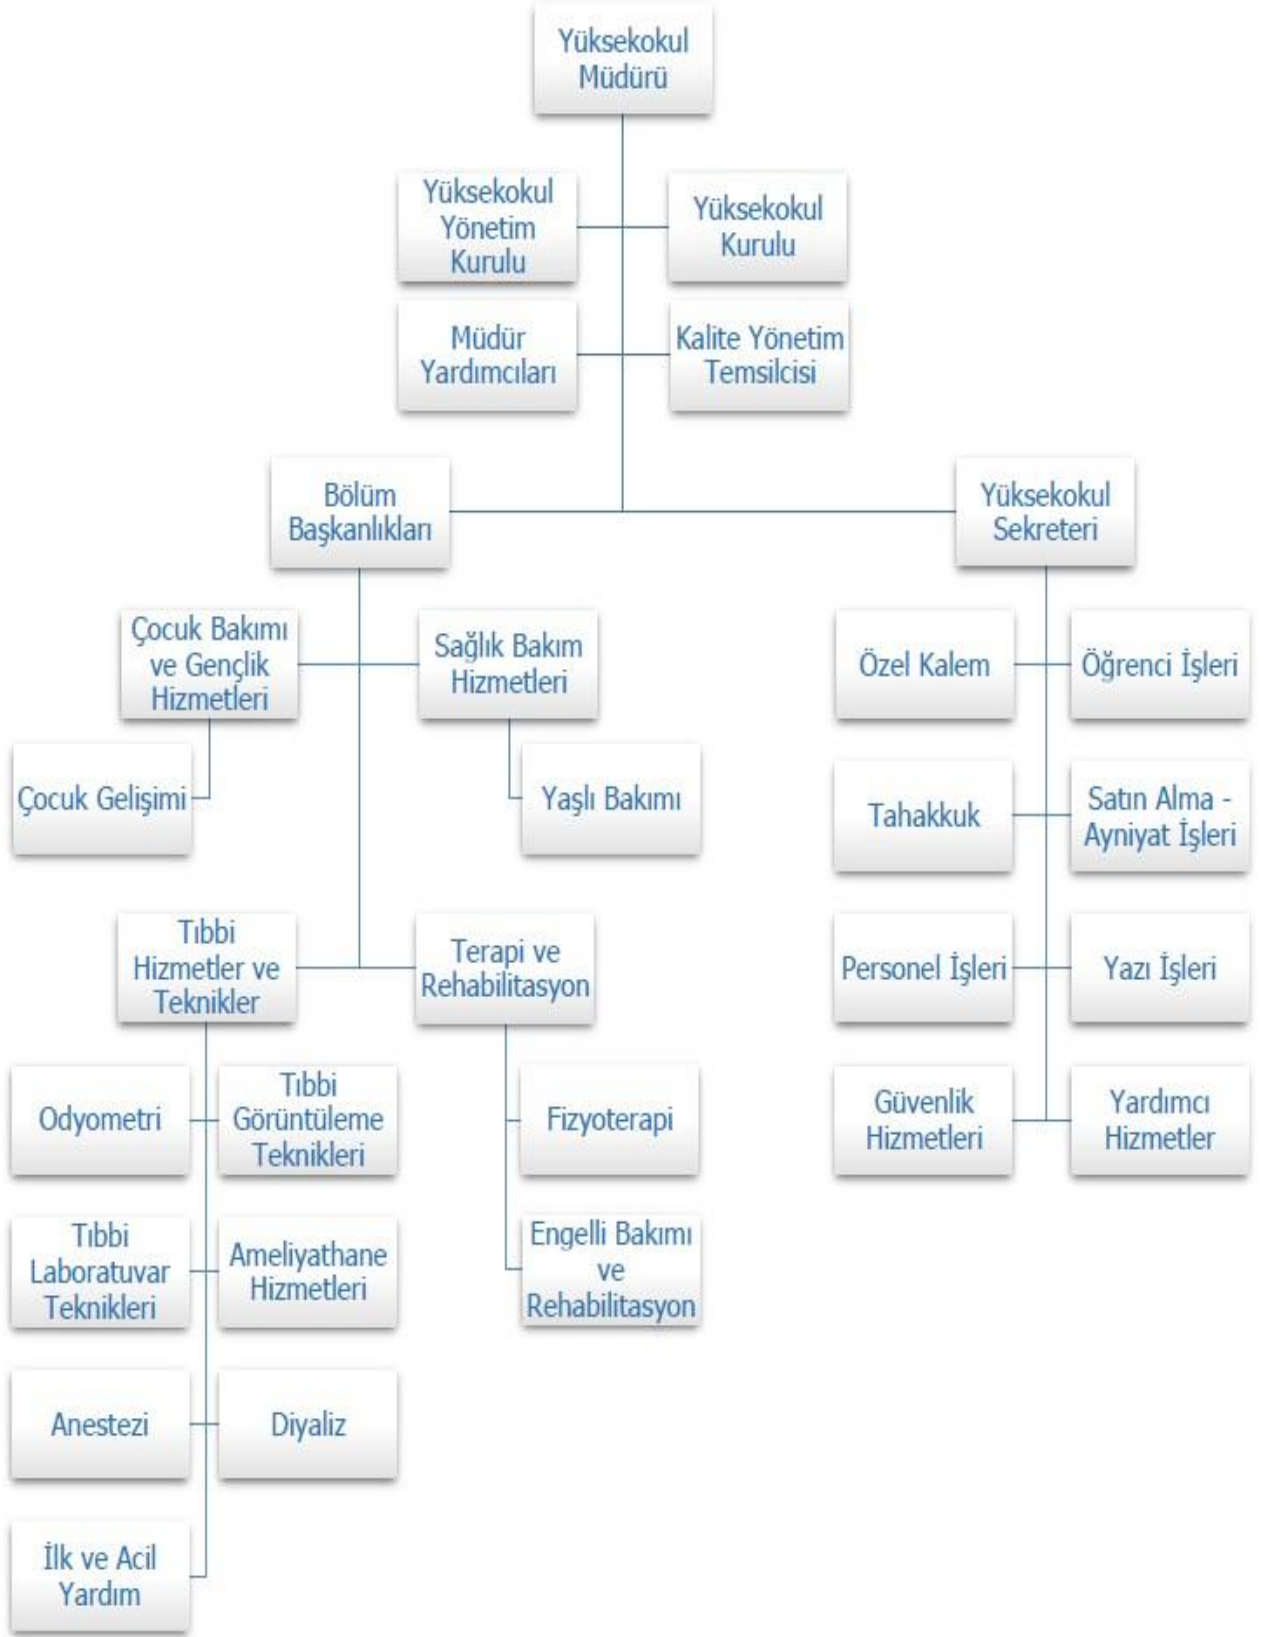 Yüksekokul
Müdürü
Yüksekokul
Yönetim
Kurulu
Yüksekokul
Kurulu
Müdür
Yardımcıları
Kalite Yönetim
Temsilcisi
Bölüm
Başkanlıkları
Yüksekokul
Sekreteri
Çocuk Bakımı
ve Gençlik
Hizmetleri
Sağlık Bakım
Hizmetleri
Özel Kalem
Öğrenci İşleri
Çocuk Gelişimi
Yaşlı Bakımı
Tahakkuk
Satın Alma -
Ayniyat İşleri
Tıbbi
Hizmetler ve
Teknikler
Terapi ve
Rehabilitasyon
Personel İşleri
Yazı İşleri
Odyometri
Tıbbi
Görüntüleme
Teknikleri
Fizyoterapi
Güvenlik
Hizmetleri
Yardımcı
Hizmetler
Tıbbi
Laboratuvar
Teknikleri
Ameliyathane
Hizmetleri
Engelli Bakımı
ve
Rehabilitasyon
Anestezi
Diyaliz
İlk ve Acil
Yardım